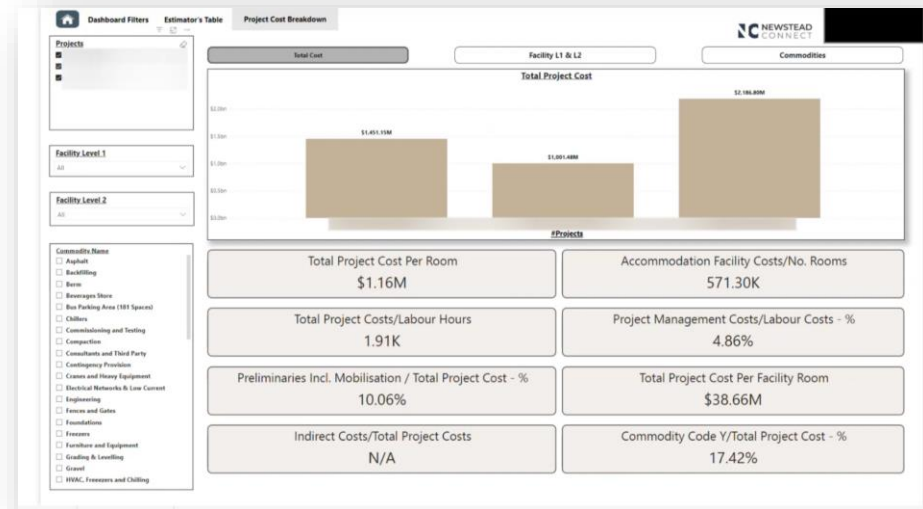 Dashboard Filters Estimator's Table Project Cost Breakdown
NEWSTEAD
CONNECT
Projects
Total Cost
Facility L1 & L2
Commodities
Total Project Cost
$1,451.15M
$1,001.48M
$2,186.80M
$2.0bn
$1.5bn
$1.0bn
$0.5bn
$0.0bn
#Projects
Facility Level 1
All
Facility Level 2
All
Commodity Name
Asphalt
Backfilling
Berm
Beverages Store
Bus Parking Area (101 Spaces)
Chillers
Commissioning and Testing
Compaction
Consultants and Third Party
Contingency Provision
Cranes and Heavy Equipment
Electrical Networks & Low Current
Engineering
Fences and Gates
Foundations
Freezers
Furniture and Equipment
Grading & Levelling
Gravel
HVAC, Freezers and Chilling
Total Project Cost Per Room
$1.16M
Accommodation Facility Costs/No. Rooms
571.30K
Total Project Costs/Labour Hours
1.91K
Project Management Costs/Labour Costs - %
4.86%
Preliminaries Incl. Mobilisation / Total Project Cost - %
10.06%
Total Project Cost Per Facility Room
$38.66M
Indirect Costs/Total Project Costs
N/A
Commodity Code Y/Total Project Cost - %
17.42%